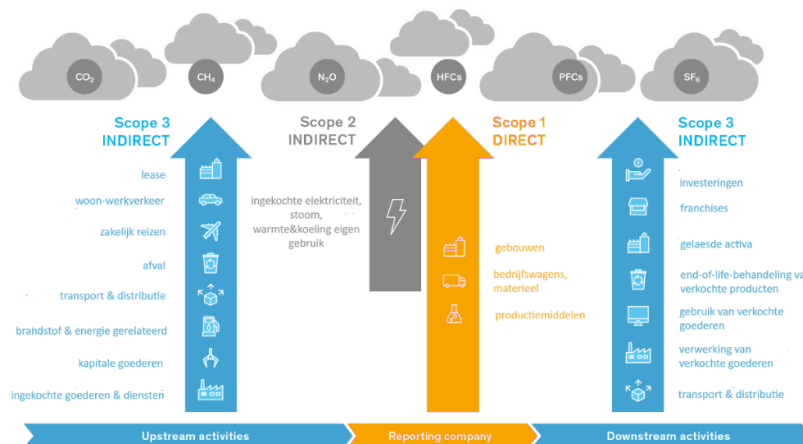 CO₂
CH₄
N₂O
HFCs
PFCs
SF₆
Scope 3
INDIRECT
lease
woon-werkverkeer
zakelijk reizen
afval
transport & distributie
brandstof & energie gerelateerd
kapitale goederen
ingekochte goederen & diensten
Scope 2
INDIRECT
ingekochte elektriciteit,
stoom,
warmte&koeling eigen
gebruik
Scope 1
DIRECT
gebouwen
bedrijfswagens,
materieel
productiemiddelen
Scope 3
INDIRECT
investeringen
franchises
gelaesde activa
end-of-life-behandeling va
verkochte producten
gebruik van verkochte
goederen
verwerking van
verkochte goederen
transport & distributie
Upstream activities
Reporting company
Downstream activities